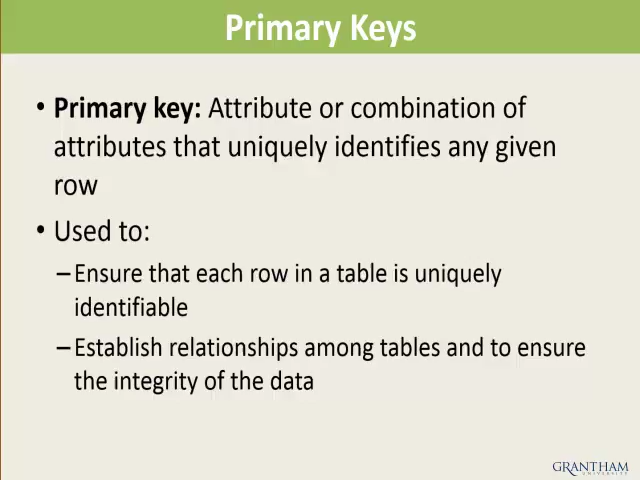 Primary Keys
• Primary key: Attribute or combination of
attributes that uniquely identifies any given
row
• Used to:
– Ensure that each row in a table is uniquely
identifiable
– Establish relationships among tables and to ensure
the integrity of the data
GRANTHAM
UNIVERSITY